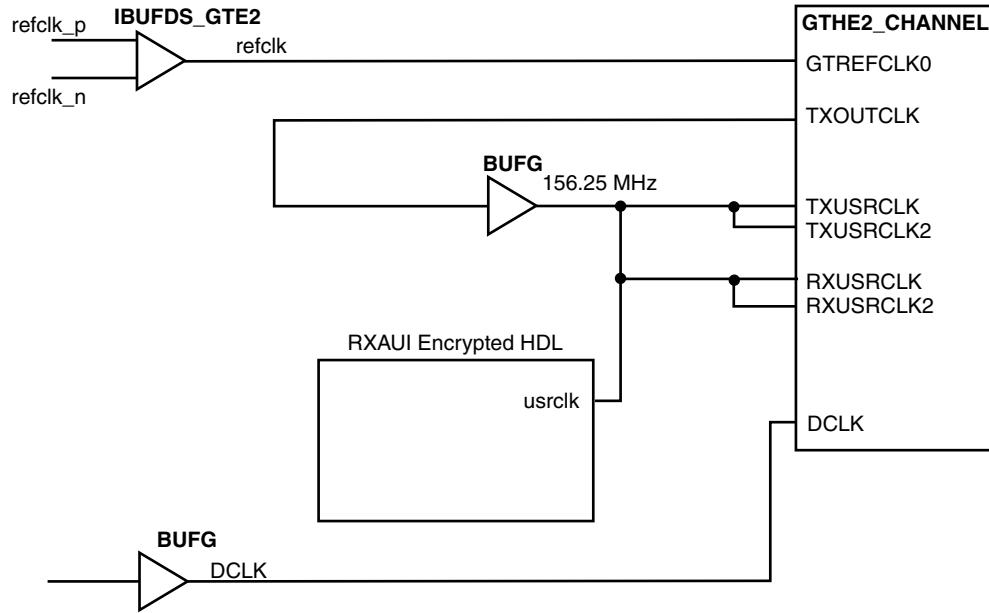 IBUFDS_GTE2
refclk_p
refclk
refclk_n
GTHE2_CHANNEL
GTREFCLK0
TXOUTCLK
BUFG
156.25 MHz
TXUSRCLK
TXUSRCLK2
RXUSRCLK
RXUSRCLK2
RXAUI Encrypted HDL
usrclk
DCLK
BUFG
DCLK